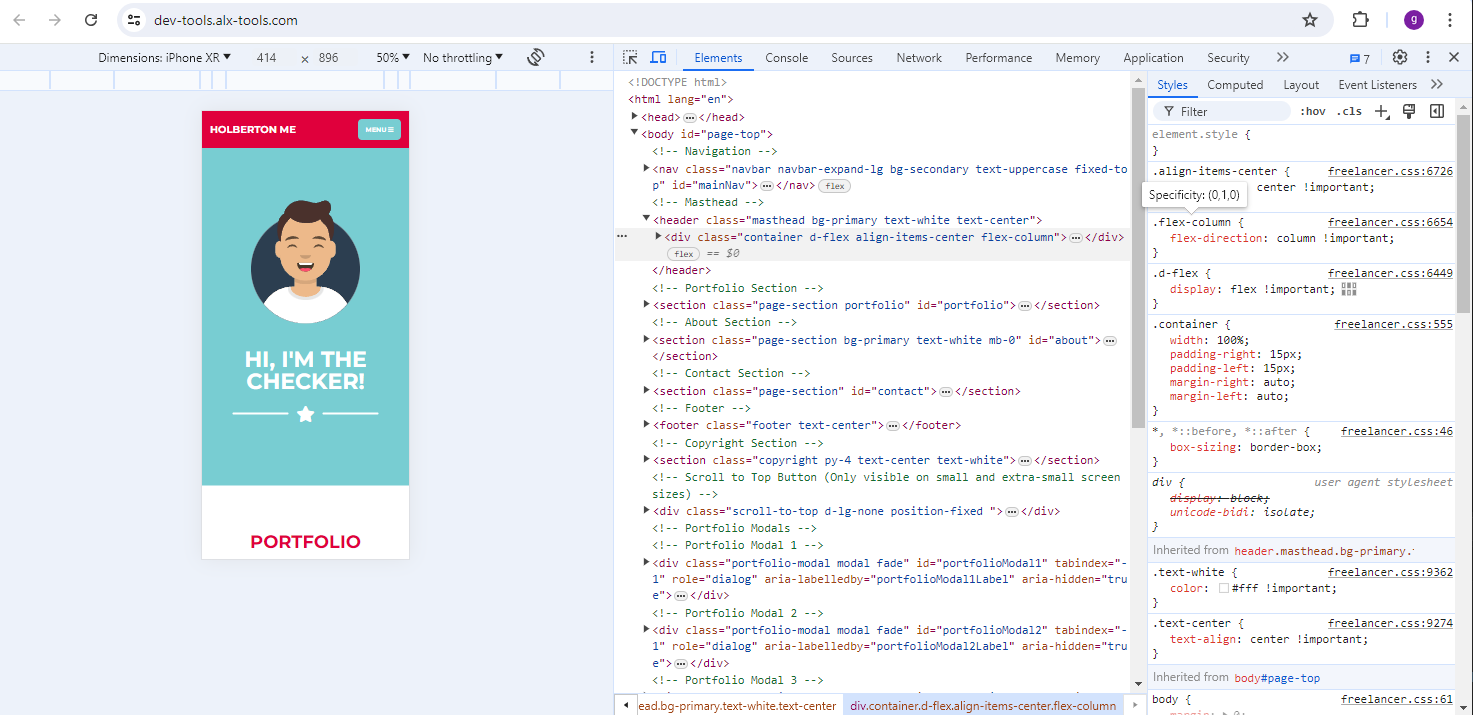 dev-tools.alx-tools.com
g
Dimensions: iPhone XR 414 × 896 50% No throttling
Elements Console Sources Network Performance Memory Application Security 7
HOLBERTON ME
MENU
HI, I'M THE
CHECKER!
PORTFOLIO
<!DOCTYPE html>
<html lang="en">
<head> ⋯ </head>
<body id="page-top">
<!-- Navigation -->
<nav class="navbar navbar-expand-lg bg-secondary text-uppercase fixed-to
p" id="mainNav"> ⋯ </nav> flex
<!-- Masthead -->
<header class="masthead bg-primary text-white text-center">
<div class="container d-flex align-items-center flex-column"> ⋯ </div>
flex == $0
</header>
<!-- Portfolio Section -->
<section class="page-section portfolio" id="portfolio"> ⋯ </section>
<!-- About Section -->
<section class="page-section bg-primary text-white mb-0" id="about"> ⋯
</section>
<!-- Contact Section -->
<section class="page-section" id="contact"> ⋯ </section>
<!-- Footer -->
<footer class="footer text-center"> ⋯ </footer>
<!-- Copyright Section -->
<section class="copyright py-4 text-center text-white"> ⋯ </section>
<!-- Scroll to Top Button (Only visible on small and extra-small screen
sizes) -->
<div class="scroll-to-top d-lg-none position-fixed "> ⋯ </div>
<!-- Portfolio Modals -->
<!-- Portfolio Modal 1 -->
<div class="portfolio-modal modal fade" id="portfolioModal1" tabindex="-
1" role="dialog" aria-labelledby="portfolioModal1Label" aria-hidden="tru
e"> ⋯ </div>
<!-- Portfolio Modal 2 -->
<div class="portfolio-modal modal fade" id="portfolioModal2" tabindex="-
1" role="dialog" aria-labelledby="portfolioModal2Label" aria-hidden="tru
e"> ⋯ </div>
<!-- Portfolio Modal 3 -->
ead.bg-primary.text-white.text-center div.container.d-flex.align-items-center.flex-column
Styles Computed Layout Event Listeners
Filter :hov .cls
element.style {
}
.align-items-center { freelancer.css:6726
center !important;
Specificity: (0,1,0)
.flex-column { freelancer.css:6654
flex-direction: column !important;
}
.d-flex { freelancer.css:6449
display: flex !important;
}
.container { freelancer.css:555
width: 100%;
padding-right: 15px;
padding-left: 15px;
margin-right: auto;
margin-left: auto;
}
*, *::before, *::after { freelancer.css:46
box-sizing: border-box;
}
div { user agent stylesheet
display: block;
unicode-bidi: isolate;
}
Inherited from header.masthead.bg-primary.
.text-white { freelancer.css:9362
color: #fff !important;
}
.text-center { freelancer.css:9274
text-align: center !important;
}
Inherited from body#page-top
body { freelancer.css:61
margin: 0;